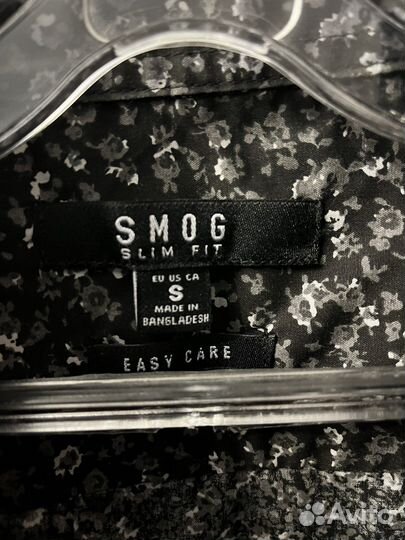 SMOG
SLIM FIT
EU US CA
S
MADE IN
BANGLADESH
EASY CARE
Avito